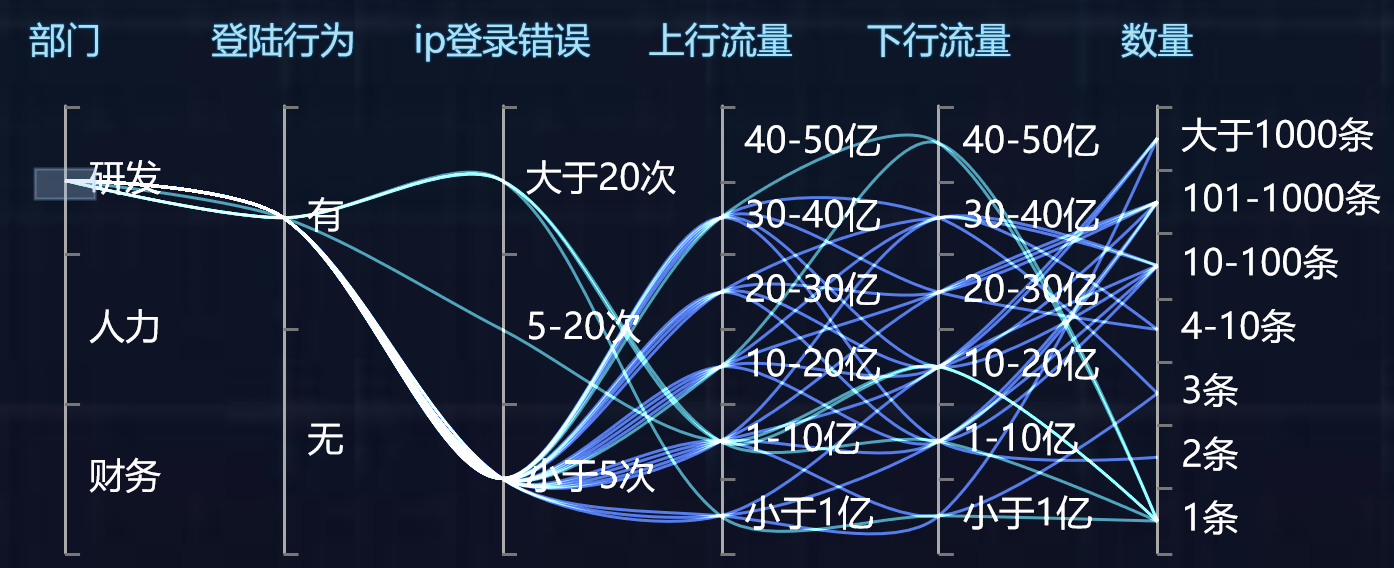 部门
登陆行为
ip登录错误
上行流量
下行流量
数量
研发
人力
财务
有
无
大于20次
5-20次
小于5次
40-50亿
30-40亿
20-30亿
10-20亿
1-10亿
小于1亿
40-50亿
30-40亿
20-30亿
10-20亿
1-10亿
小于1亿
大于1000条
101-1000条
10-100条
4-10条
3条
2条
1条